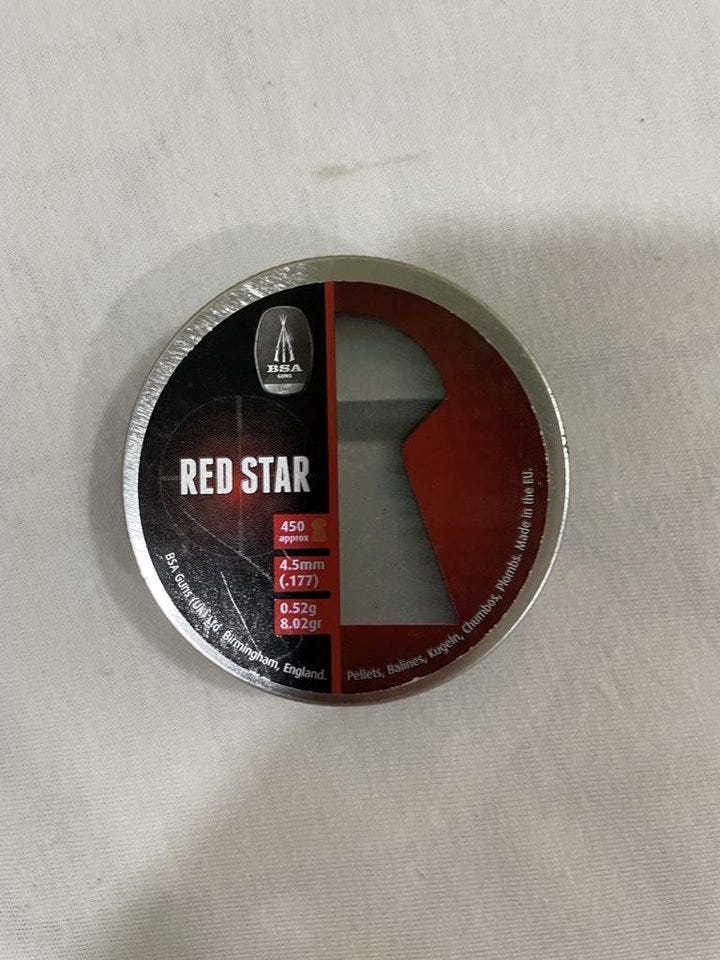 BSA
GUNS
RED STAR
450
approx
4.5mm
(.177)
0.52g
8.02gr
BSA Guns (UK) Ltd. Birmingham, England.
Pellets, Balines, Kugeln, Chumbos, Plombs. Made in the EU.